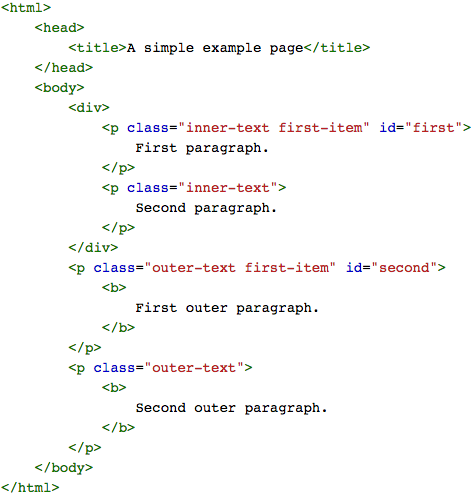 <html>
    <head>
        <title>A simple example page</title>
    </head>
    <body>
        <div>
            <p class="inner-text first-item" id="first">
                First paragraph.
            </p>
            <p class="inner-text">
                Second paragraph.
            </p>
        </div>
        <p class="outer-text first-item" id="second">
            <b>
                First outer paragraph.
            </b>
        </p>
        <p class="outer-text">
            <b>
                Second outer paragraph.
            </b>
        </p>
    </body>
</html>